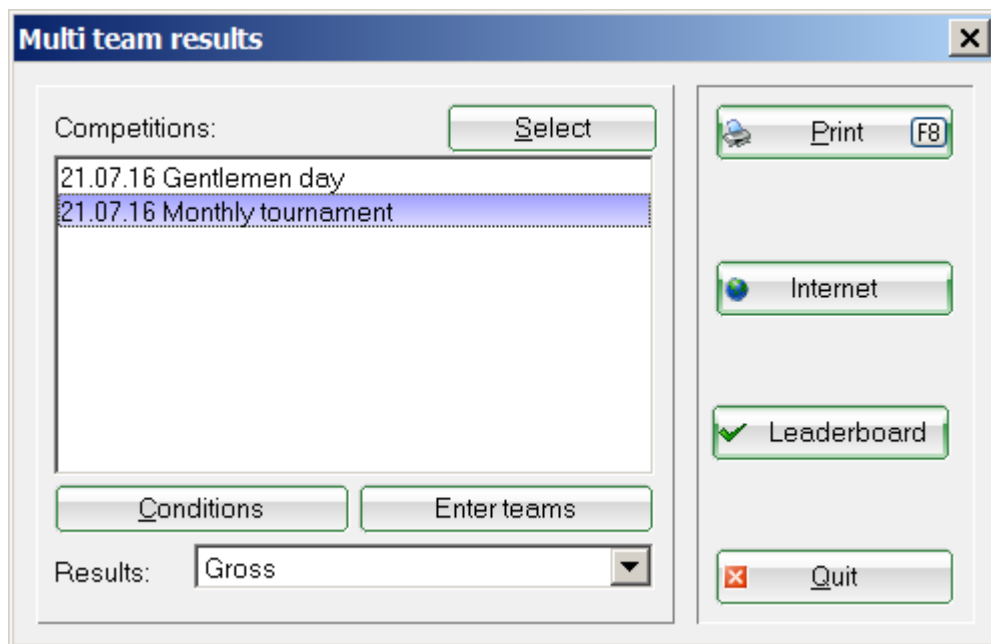 Multi team results
Competitions:
Select
21.07.16 Gentlemen day
21.07.16 Monthly tournament
Conditions
Enter teams
Results:
Gross
Print
F8
Internet
Leaderboard
Quit